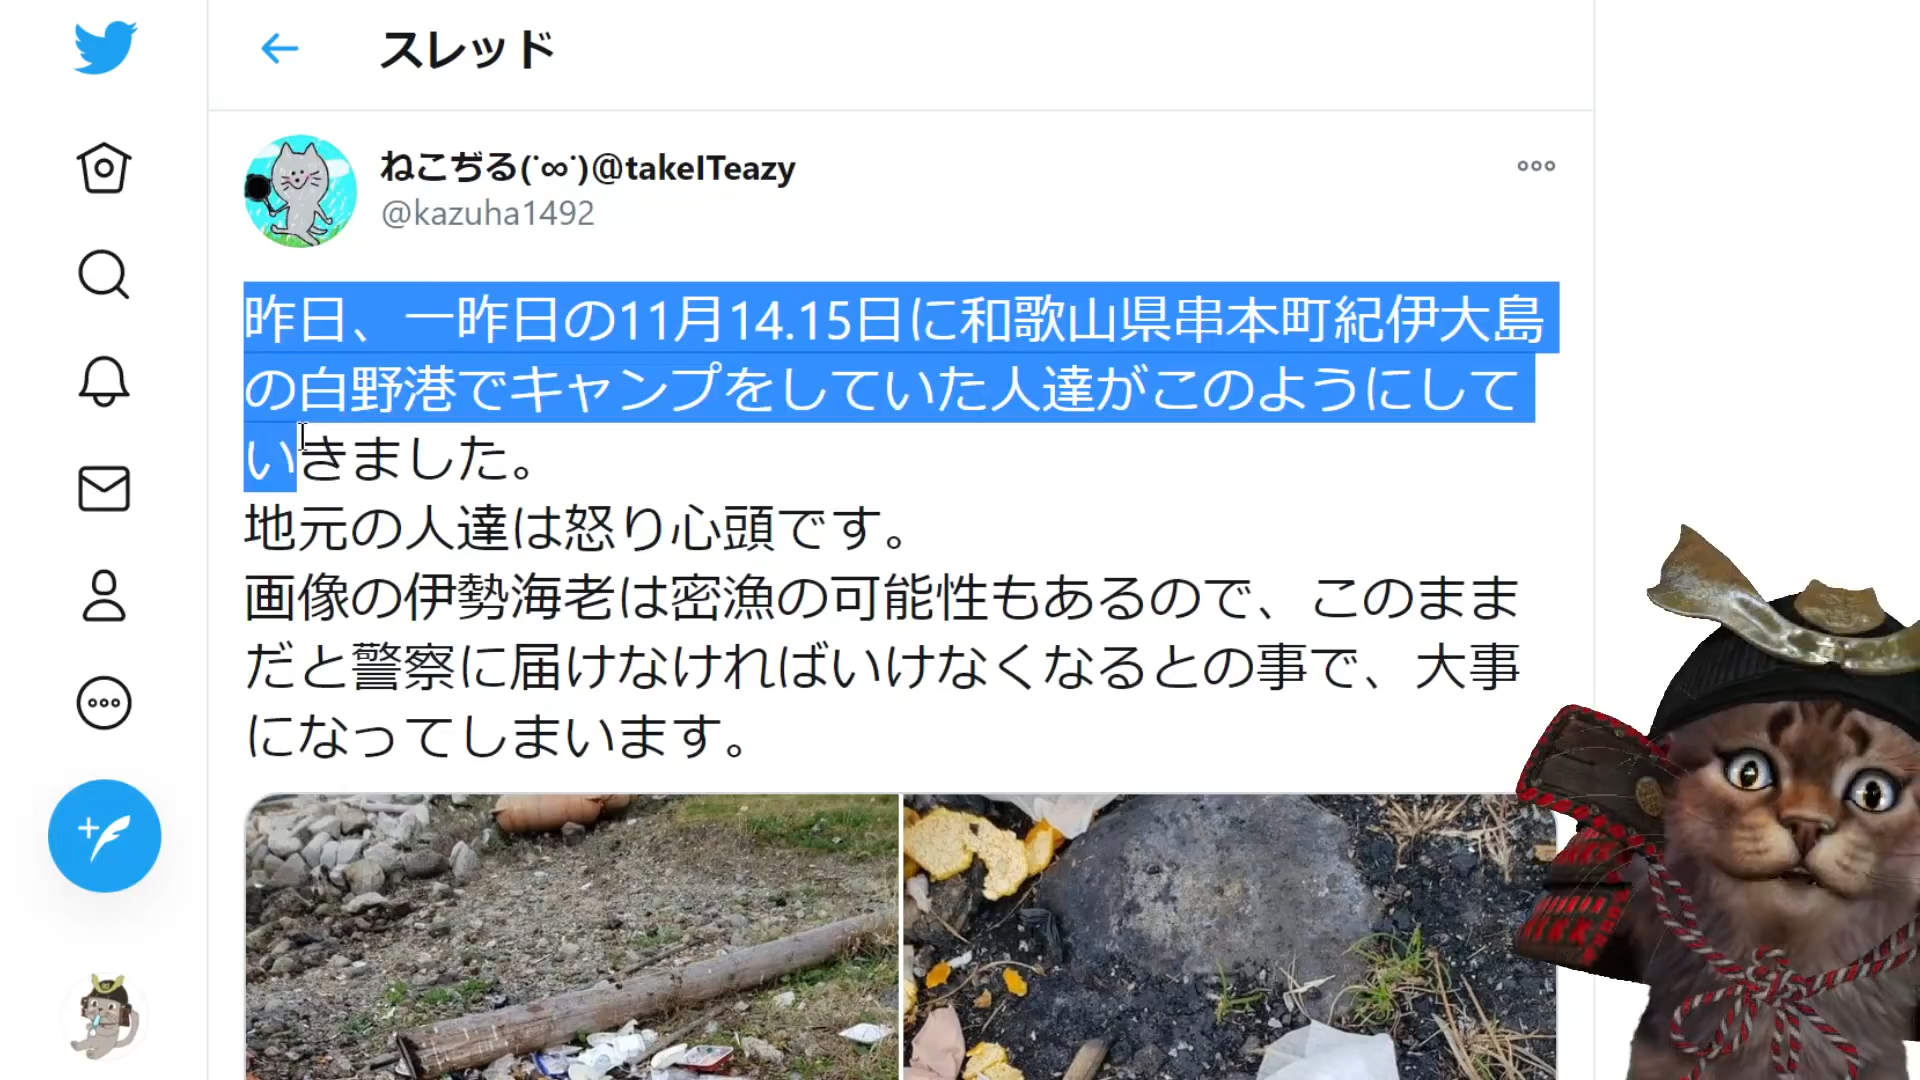 スレッド
ねこぢる(˙∞˙)@takeITeazy
@kazuha1492
昨日、一昨日の11月14.15日に和歌山県串本町紀伊大島
の白野港でキャンプをしていた人達がこのようにして
いきました。
地元の人達は怒り心頭です。
画像の伊勢海老は密漁の可能性もあるので、このまま
だと警察に届けなければいけなくなるとの事で、大事
になってしまいます。